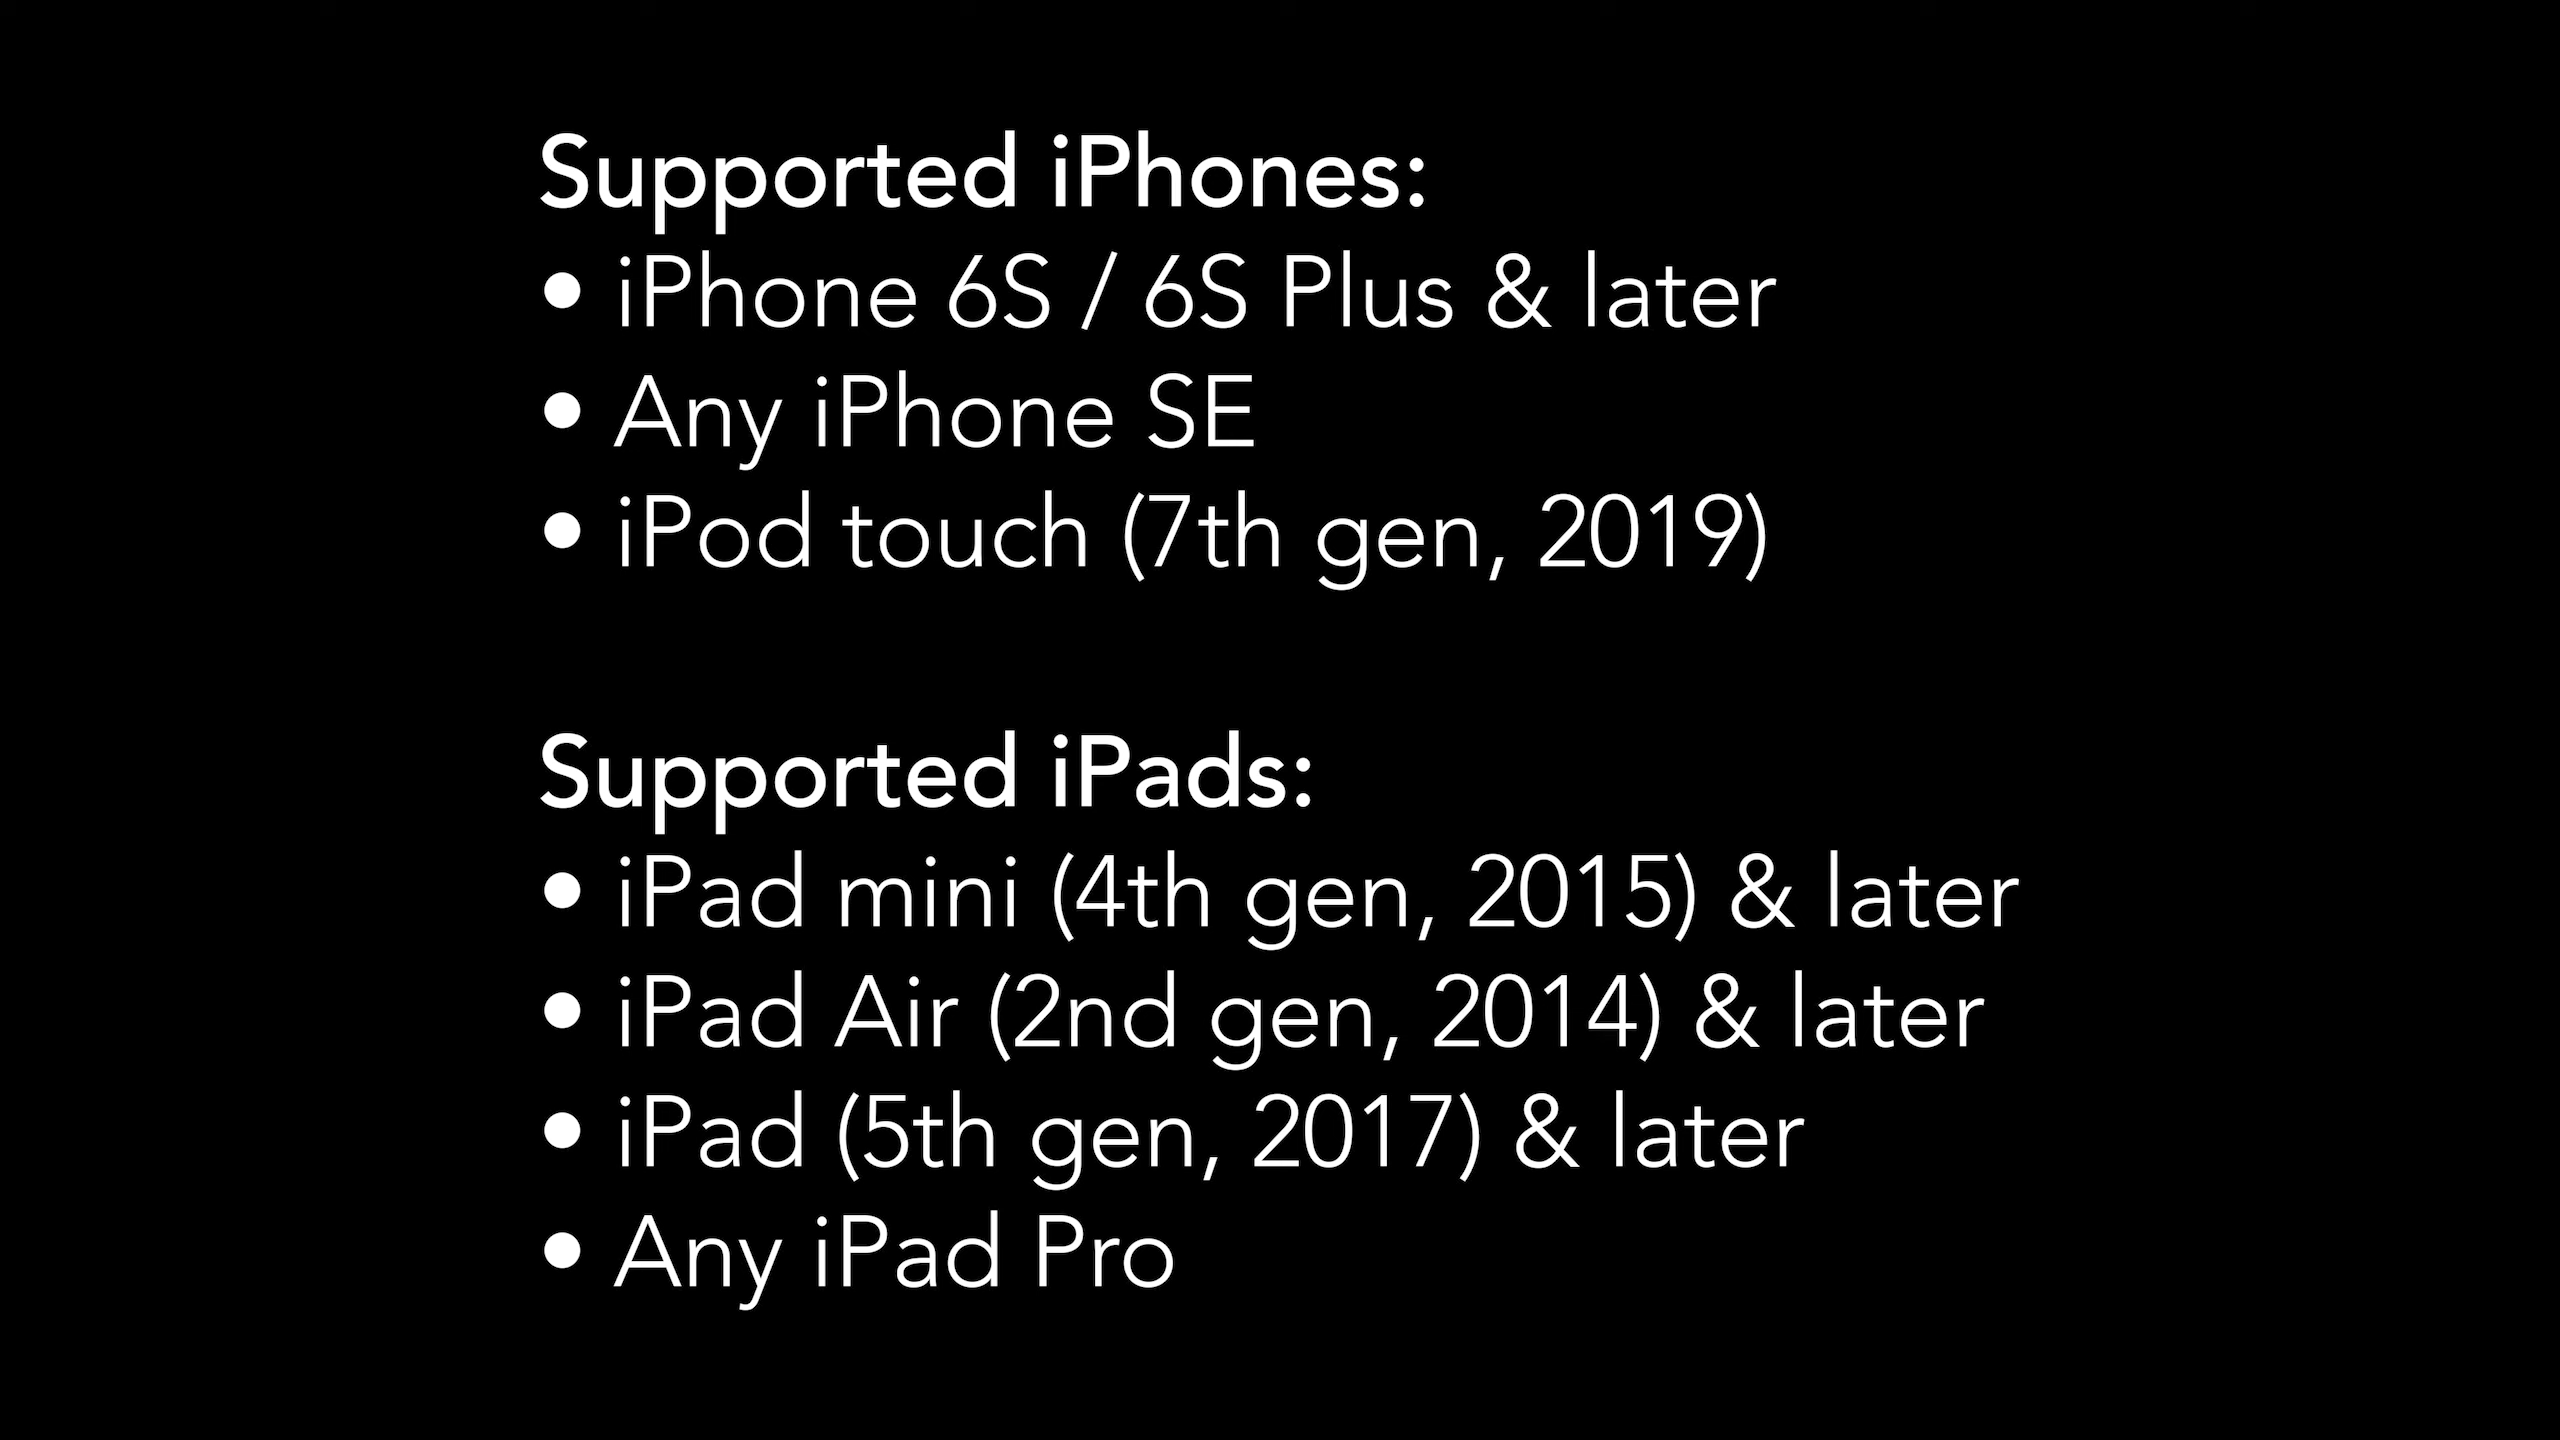 Supported iPhones:
• iPhone 6S / 6S Plus & later
• Any iPhone SE
• iPod touch (7th gen, 2019)
Supported iPads:
• iPad mini (4th gen, 2015) & later
• iPad Air (2nd gen, 2014) & later
• iPad (5th gen, 2017) & later
• Any iPad Pro